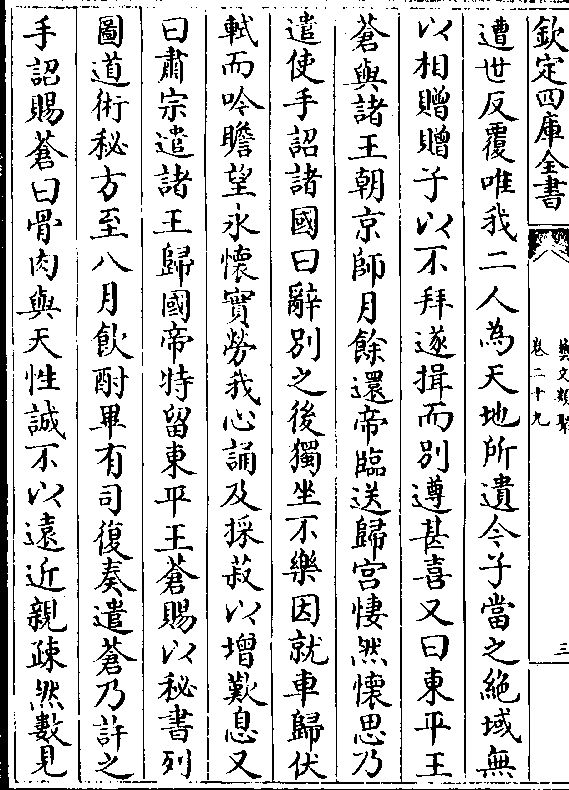 欽定四庫全書
藝文類聚
卷二十九
三
遭世反覆唯我二人為天地所遺今子當之絶域無
以相贈贈子以不拜遂揖而别遵甚喜又曰東平王
蒼與諸王朝京師月餘還帝臨送歸宫悽然懷思乃
遣使手詔諸國曰辭别之後獨坐不樂因就車歸伏
軾而吟瞻望永懷實勞我心誦及採菽以增歎息又
曰肅宗遣諸王歸國帝特留東平王蒼賜以秘書列
圖道術秘方至八月飲酎畢有司復奏遣蒼乃許之
手詔賜蒼曰骨肉與天性誠不以遠近親疎然數見